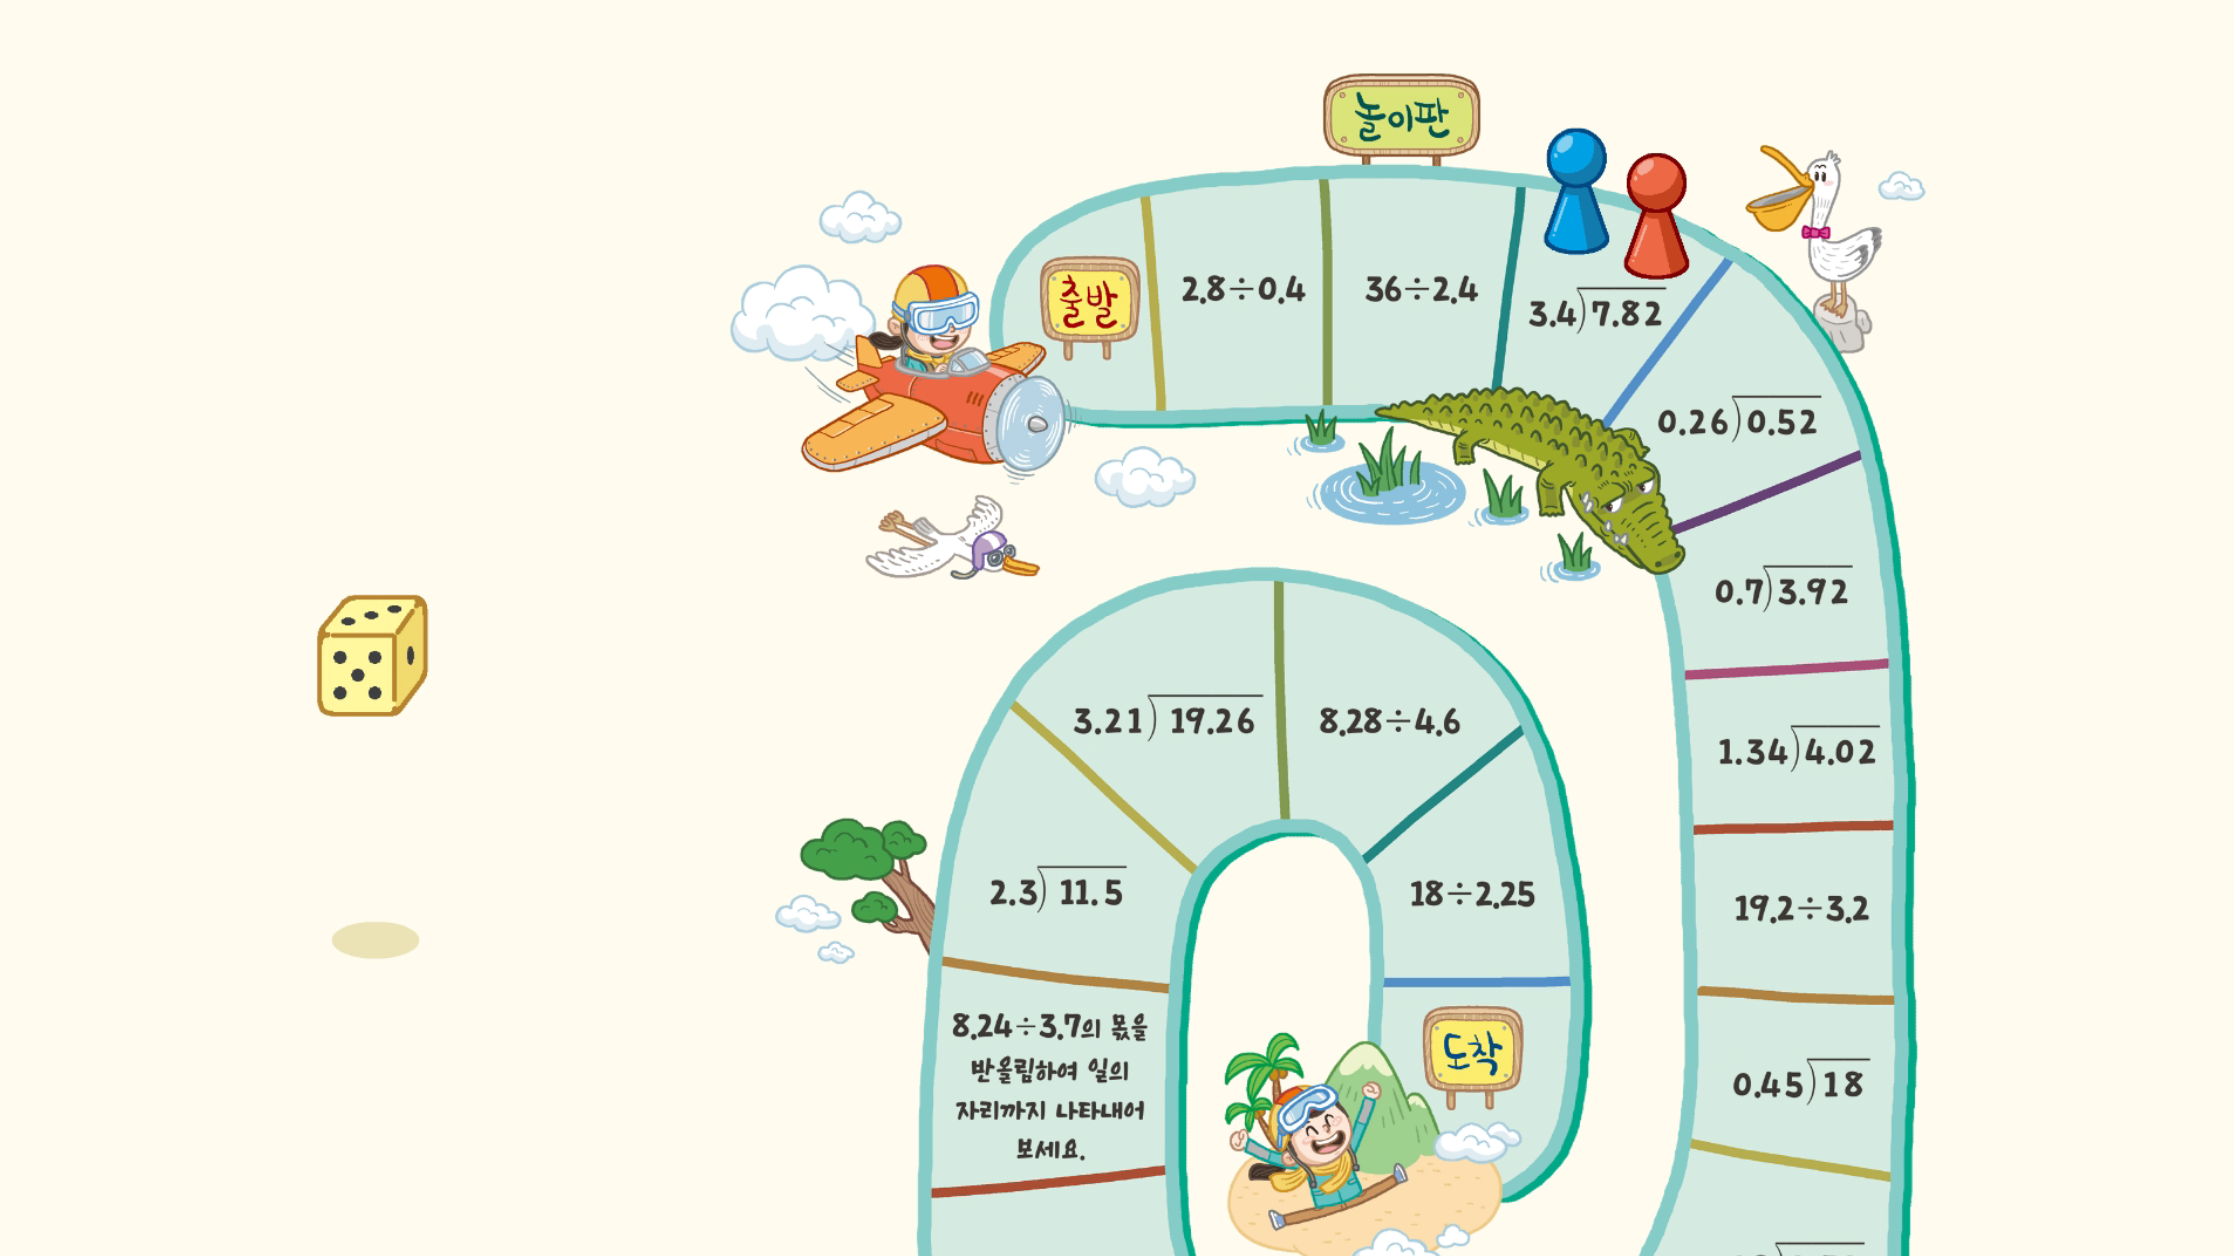 놀이판
출발
2.8÷0.4
36÷2.4
3.4)7.82
0.26)0.52
0.7)3.92
1.34)4.02
19.2÷3.2
0.45)18
8.24÷3.7의 몫을
반올림하여 일의
자리까지 나타내어
보세요.
2.3)11.5
3.21)19.26
8.28÷4.6
18÷2.25
도착